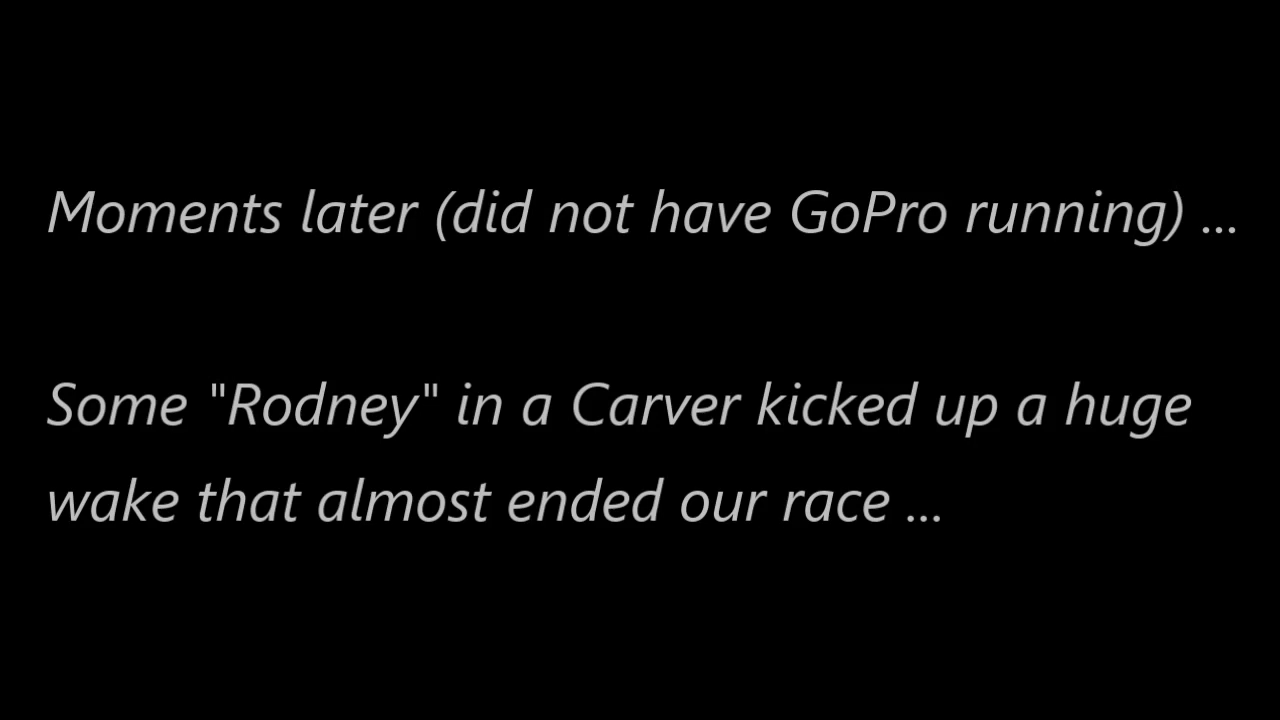 Moments later (did not have GoPro running) ...
Some "Rodney" in a Carver kicked up a huge
wake that almost ended our race ...